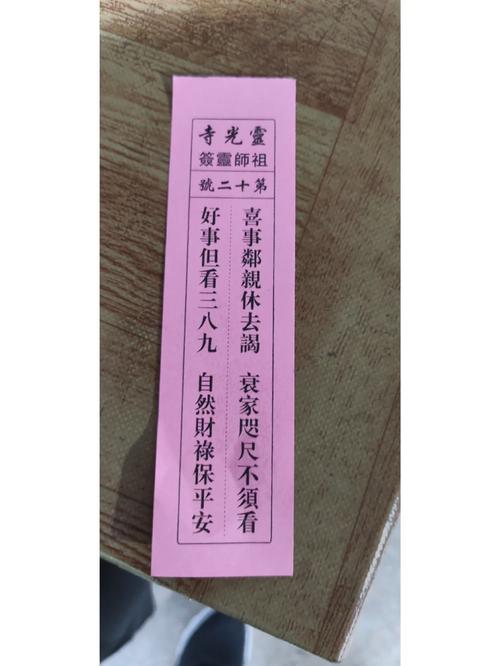 靈光寺
祖師靈簽
第十二號
喜事鄰親休去謁　衰家咫尺不須看
好事但看三八九　自然財祿保平安